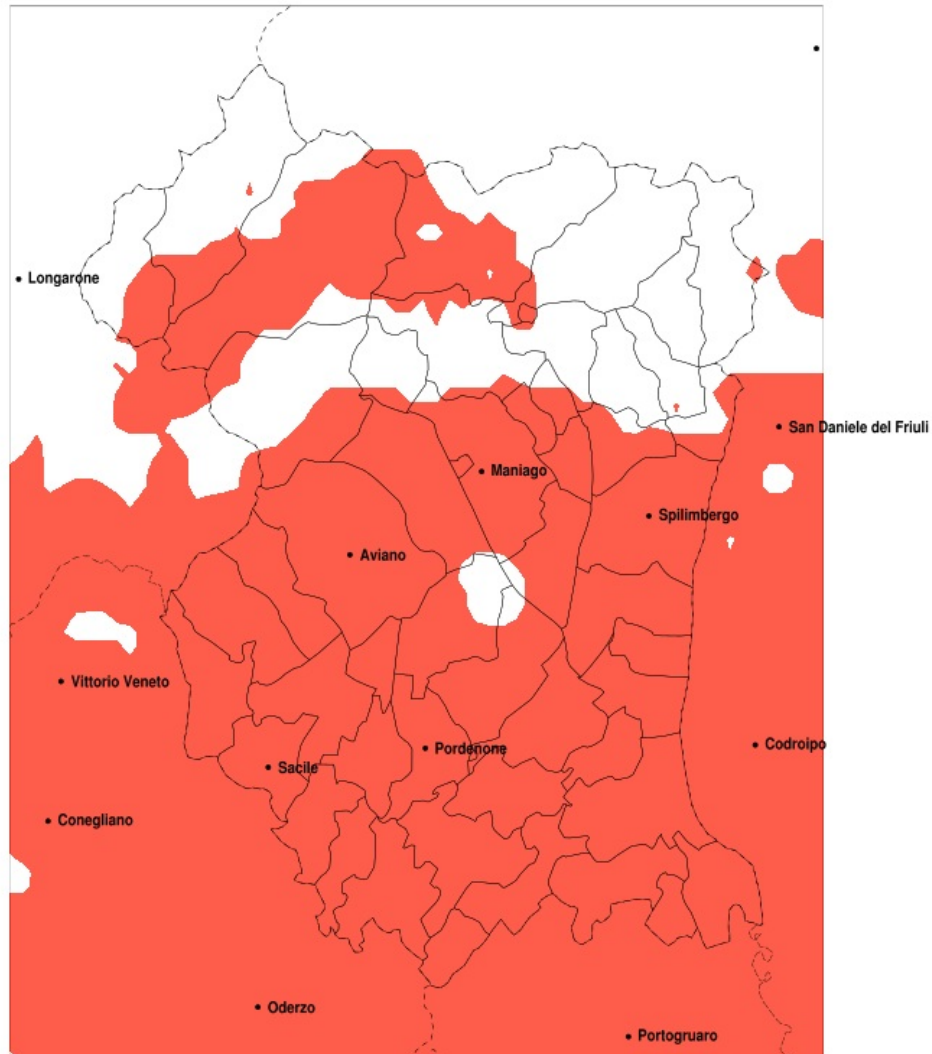 Longarone
San Daniele del Friuli
Maniago
Spilimbergo
Aviano
Vittorio Veneto
Codroipo
Pordenone
Sacile
Conegliano
Oderzo
Portogruaro